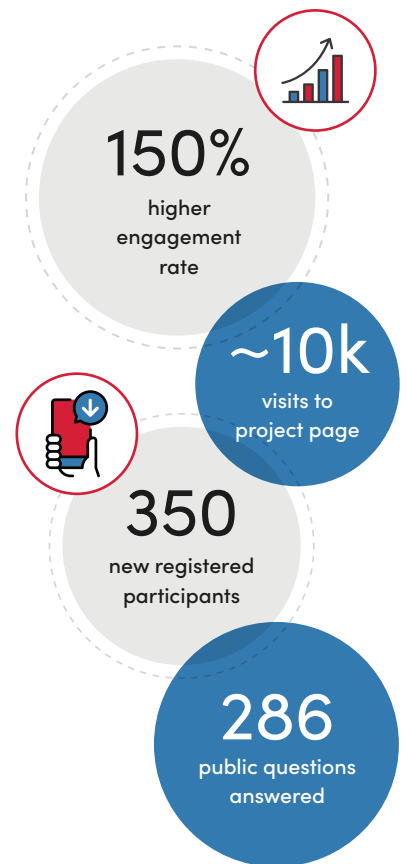 150%
higher
engagement
rate
~10k
visits to
project page
350
new registered
participants
286
public questions
answered